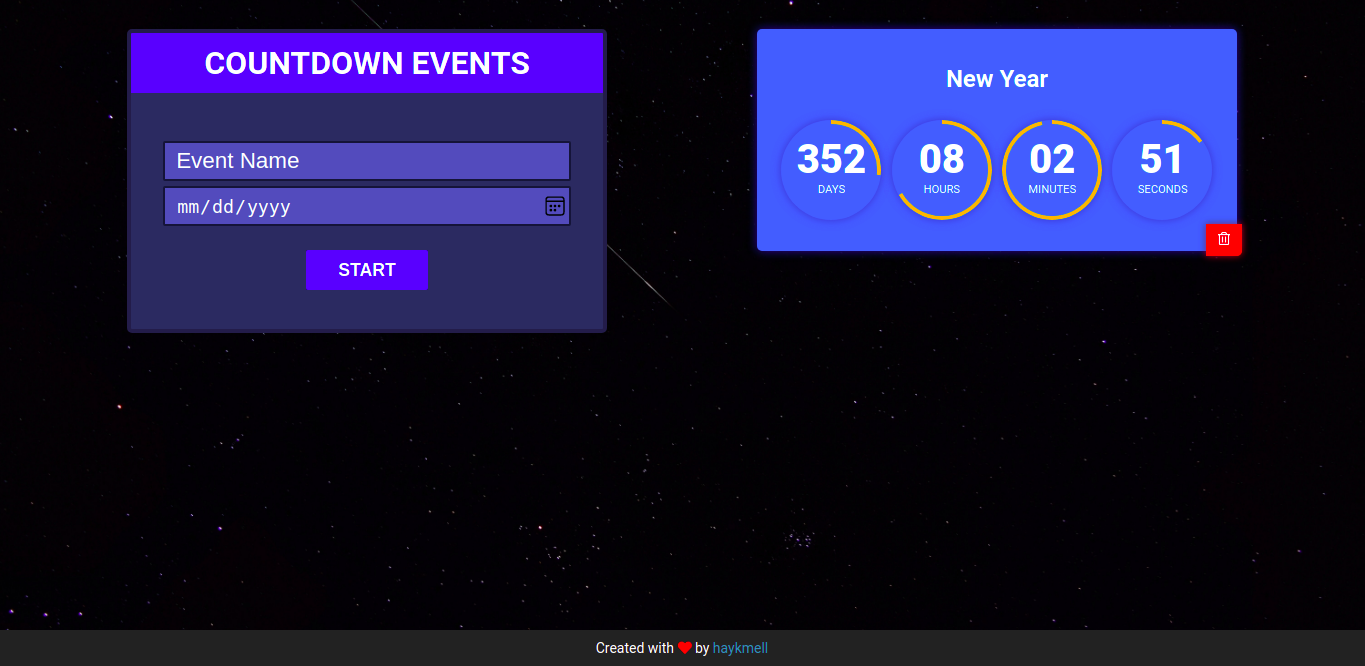 COUNTDOWN EVENTS
Event Name
mm/dd/yyyy
START
New Year
352 08 02 51
DAYS HOURS MINUTES SECONDS
Created with ❤ by haykmell